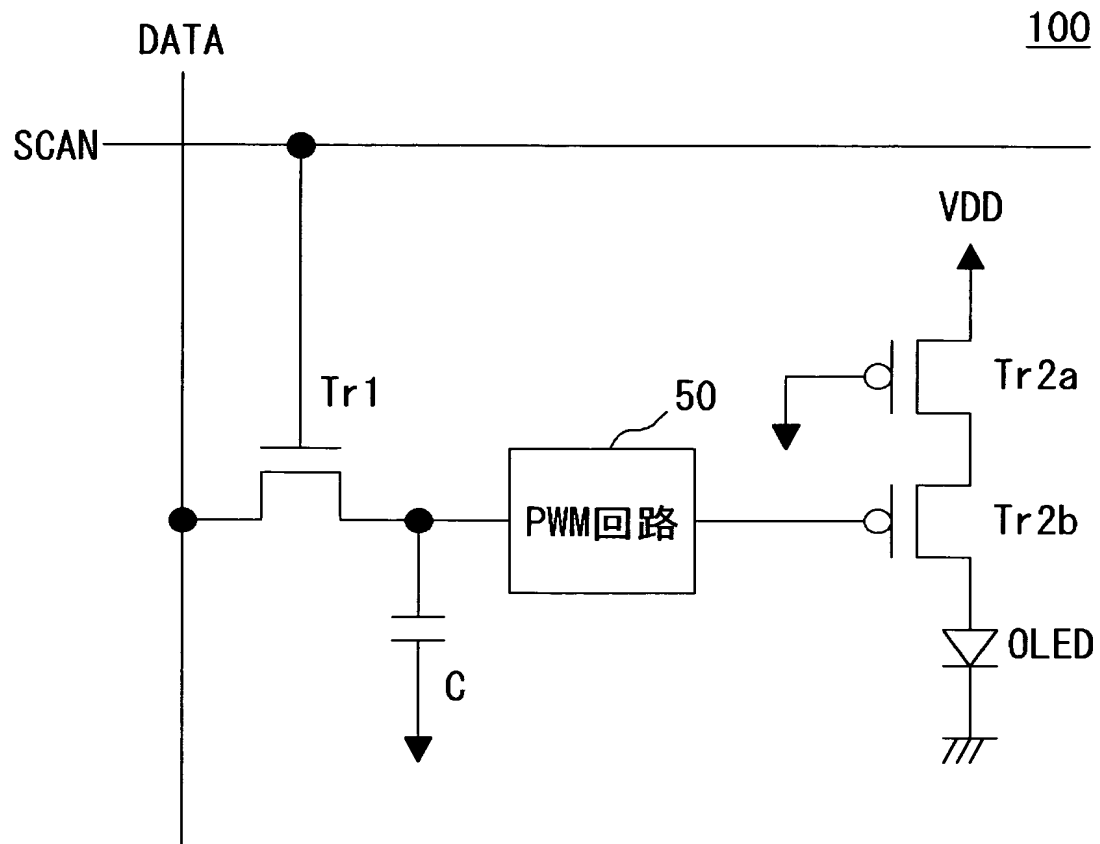 100
DATA
SCAN
VDD
Tr1
50
Tr2a
PWM回路
Tr2b
OLED
C